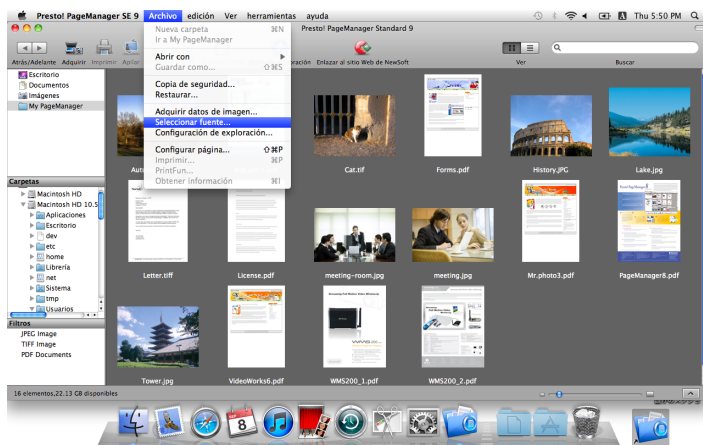 Presto! PageManager SE 9 Archivo edición Ver herramientas ayuda Thu 5:50 PM
Presto! PageManager Standard 9
Atrás/Adelante Adquirir Imprimir Apilar ración Enlazar al sitio Web de NewSoft Ver Buscar
Nueva carpeta ⌘N
Ir a My PageManager
Abrir con
Guardar como... ⇧⌘S
Copia de seguridad...
Restaurar...
Adquirir datos de imagen...
Seleccionar fuente...
Configuración de exploración...
Configurar página... ⇧⌘P
Imprimir... ⌘P
PrintFun...
Obtener información ⌘I
Escritorio
Documentos
Imágenes
My PageManager
Carpetas
Macintosh HD
Macintosh HD 10.5
Aplicaciones
Escritorio
dev
etc
home
Librería
net
Sistema
tmp
Usuarios
Filtros
JPEG Image
TIFF Image
PDF Documents
Cat.tif
Forms.pdf
History.JPG
Lake.jpg
Letter.tiff
License.pdf
meeting-room.jpg
meeting.jpg
Mr.photo3.pdf
PageManager8.pdf
Tower.jpg
VideoWorks6.pdf
WMS200_1.pdf
WMS200_2.pdf
16 elementos,22.13 GB disponibles